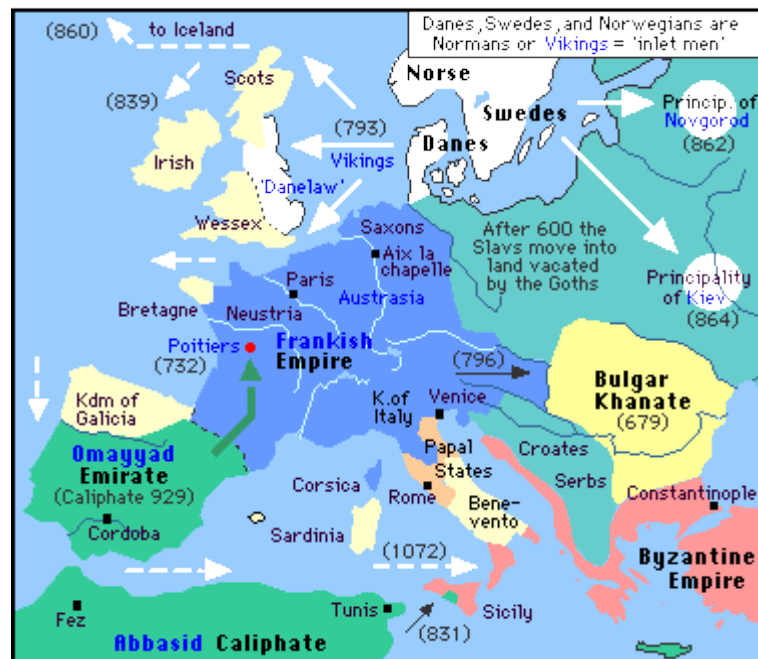 Danes, Swedes, and Norwegians are
Normans or Vikings = 'inlet men'
(860)
to Iceland
Scots
(839)
Norse
Swedes
Princip. of
Novgorod
(862)
(793)
Vikings
Danes
Irish
'Danelaw'
Wessex
Saxons
After 600 the
Slavs move into
land vacated
by the Goths
Aix la
chapelle
Principality
of Kiev
(864)
Paris
Austrasia
Bretagne
Neustria
Poitiers
(732)
Frankish
Empire
(796)
Bulgar
Khanate
(679)
Kdm of
Galicia
K.of
Italy
Venice
Omayyad
Emirate
(Caliphate 929)
Cordoba
Papal
States
Croates
Serbs
Corsica
Rome
Bene-
vento
Constantinople
Sardinia
Byzantine
Empire
(1072)
Fez
Tunis
Sicily
(831)
Abbasid Caliphate